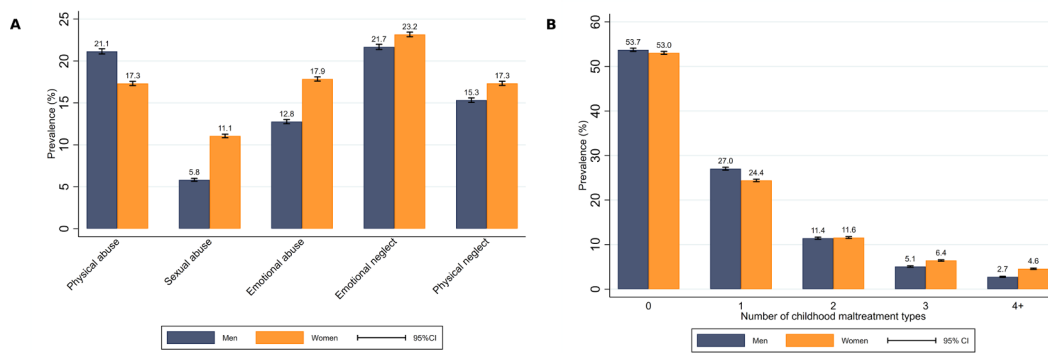 A
Prevalence (%)
25
20
15
10
5
0
21.1
17.3
5.8
11.1
12.8
17.9
21.7
23.2
15.3
17.3
Physical abuse
Sexual abuse
Emotional abuse
Emotional neglect
Physical neglect
Men
Women
95%CI
B
Prevalence (%)
60
50
40
30
20
10
0
53.7
53.0
27.0
24.4
11.4
11.6
5.1
6.4
2.7
4.6
0
1
2
3
4+
Number of childhood maltreatment types
Men
Women
95% CI